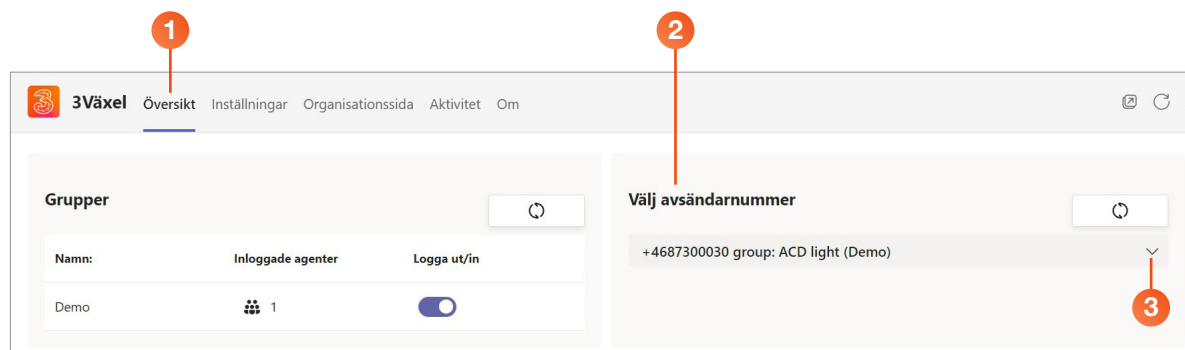 1
2
3Växel Översikt Inställningar Organisationssida Aktivitet Om
Grupper
Välj avsändarnummer
Namn: Inloggade agenter Logga ut/in
+4687300030 group: ACD light (Demo)
Demo 1
3